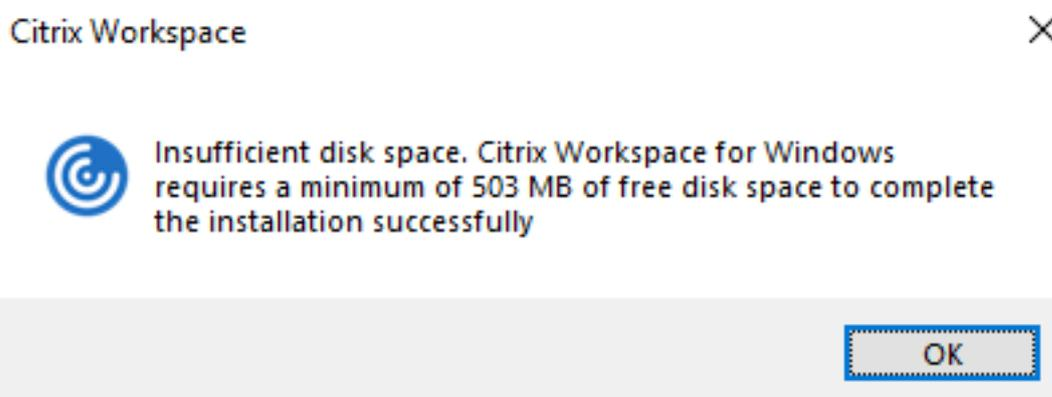 Citrix Workspace
Insufficient disk space. Citrix Workspace for Windows
requires a minimum of 503 MB of free disk space to complete
the installation successfully
OK